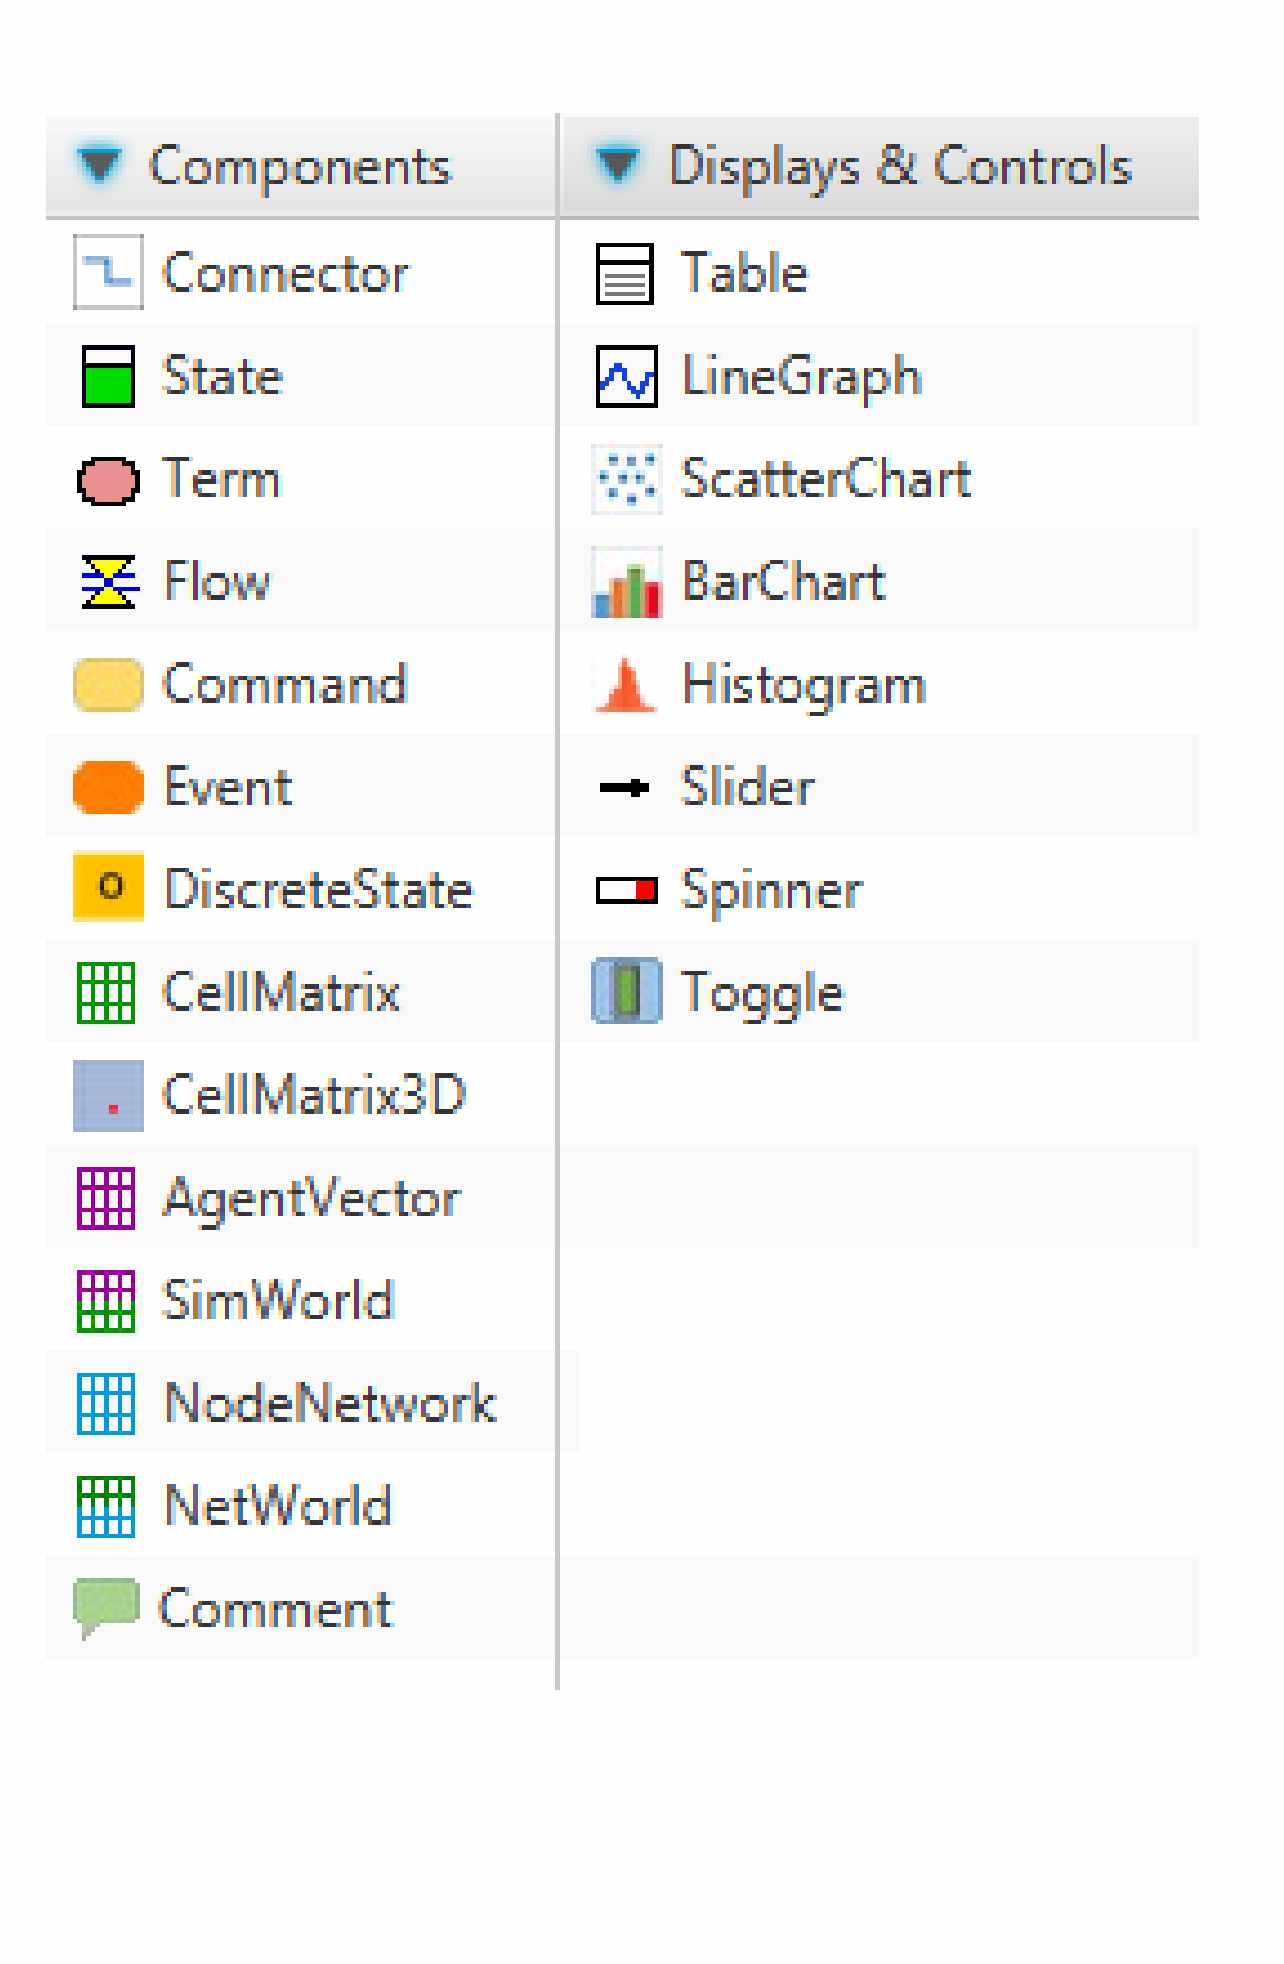 Components
Connector
State
Term
Flow
Command
Event
DiscreteState
CellMatrix
CellMatrix3D
AgentVector
SimWorld
NodeNetwork
NetWorld
Comment
Displays & Controls
Table
LineGraph
ScatterChart
BarChart
Histogram
Slider
Spinner
Toggle